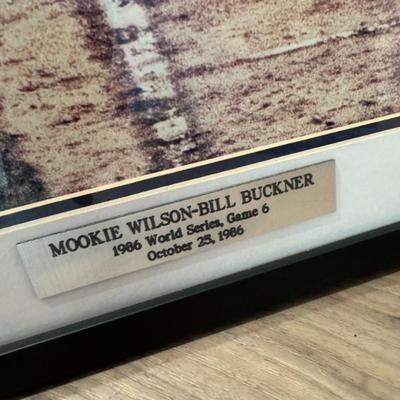 MOOKIE WILSON-BILL BUCKNER
1986 World Series, Game 6
October 25, 1986